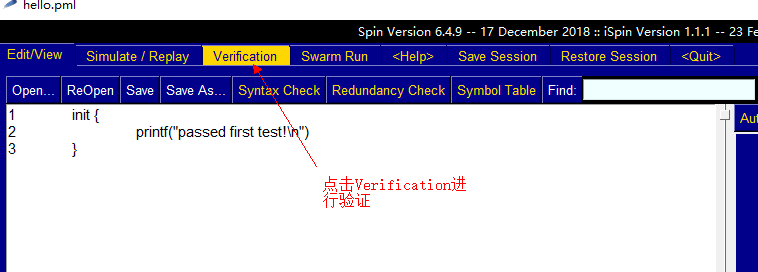 hello.pml
Spin Version 6.4.9 -- 17 December 2018 :: iSpin Version 1.1.1 -- 23 Fe
Edit/View Simulate / Replay Verification Swarm Run <Help> Save Session Restore Session <Quit>
Open... ReOpen Save Save As... Syntax Check Redundancy Check Symbol Table Find:
1 init {
Aut
2 printf("passed first test!\n")
3 }
点击Verification进
行验证